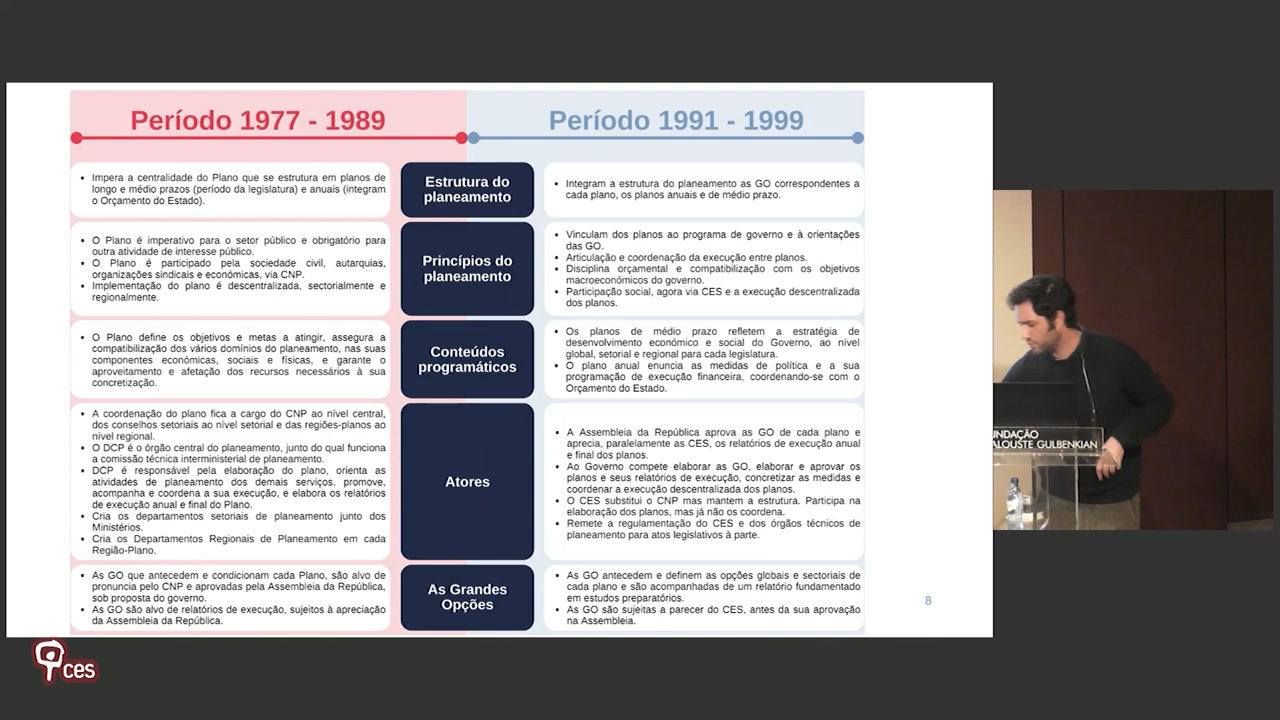 Período 1977 - 1989
Período 1991 - 1999
• Impera a centralidade do Plano que se estrutura em planos de
longo e médio prazos (período da legislatura) e anuais (integram
o Orçamento do Estado).
Estrutura do
planeamento
• Integram a estrutura do planeamento as GO correspondentes a
cada plano, os planos anuais e de médio prazo.
• O Plano é imperativo para o setor público e obrigatório para
outra atividade de interesse público.
• O Plano é participado pela sociedade civil, autarquias,
organizações sindicais e económicas, via CNP.
• Implementação do plano é descentralizada, sectorialmente e
regionalmente.
Princípios do
planeamento
• Vinculam dos planos ao programa de governo e à orientações
das GO.
• Articulação e coordenação da execução entre planos.
• Disciplina orçamental e compatibilização com os objetivos
macroeconómicos do governo.
• Participação social, agora via CES e a execução descentralizada
dos planos.
• O Plano define os objetivos e metas a atingir, assegura a
compatibilização dos vários domínios do planeamento, nas suas
componentes económicas, sociais e físicas, e garante o
aproveitamento e afetação dos recursos necessários à sua
concretização.
Conteúdos
programáticos
• Os planos de médio prazo refletem a estratégia de
desenvolvimento económico e social do Governo, ao nível
global, setorial e regional para cada legislatura.
• O plano anual enuncia as medidas de política e a sua
programação de execução financeira, coordenando-se com o
Orçamento do Estado.
• A coordenação do plano fica a cargo do CNP ao nível central,
dos conselhos setoriais ao nível setorial e das regiões-planos ao
nível regional.
• O DCP é o órgão central do planeamento, junto do qual funciona
a comissão técnica interministerial de planeamento.
• DCP é responsável pela elaboração do plano, orienta as
atividades de planeamento dos demais serviços, promove,
acompanha e coordena a sua execução, e elabora os relatórios
de execução anual e final do Plano.
• Cria os departamentos setoriais de planeamento junto dos
Ministérios.
• Cria os Departamentos Regionais de Planeamento em cada
Região-Plano.
Atores
• A Assembleia da República aprova as GO de cada plano e
aprecia, paralelamente as CES, os relatórios de execução anual
e final dos planos.
• Ao Governo compete elaborar as GO, elaborar e aprovar os
planos e seus relatórios de execução, concretizar as medidas e
coordenar a execução descentralizada dos planos.
• O CES substitui o CNP mas mantem a estrutura. Participa na
elaboração dos planos, mas já não os coordena.
• Remete a regulamentação do CES e dos órgãos técnicos de
planeamento para atos legislativos à parte.
• As GO que antecedem e condicionam cada Plano, são alvo de
pronuncia pelo CNP e aprovadas pela Assembleia da República,
sob proposta do governo.
• As GO são alvo de relatórios de execução, sujeitos à apreciação
da Assembleia da República.
As Grandes
Opções
• As GO antecedem e definem as opções globais e sectoriais de
cada plano e são acompanhadas de um relatório fundamentado
em estudos preparatórios.
• As GO são sujeitas a parecer do CES, antes da sua aprovação
na Assembleia.
8
UNDAÇÃO
ALOUSTE GULBENKIAN
ces